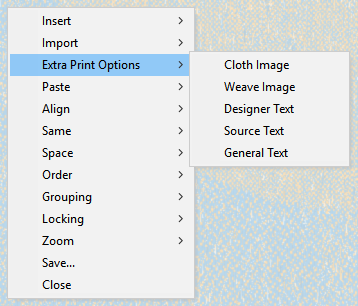 Insert
Import
Extra Print Options
Paste
Align
Same
Space
Order
Grouping
Locking
Zoom
Save...
Close
Cloth Image
Weave Image
Designer Text
Source Text
General Text